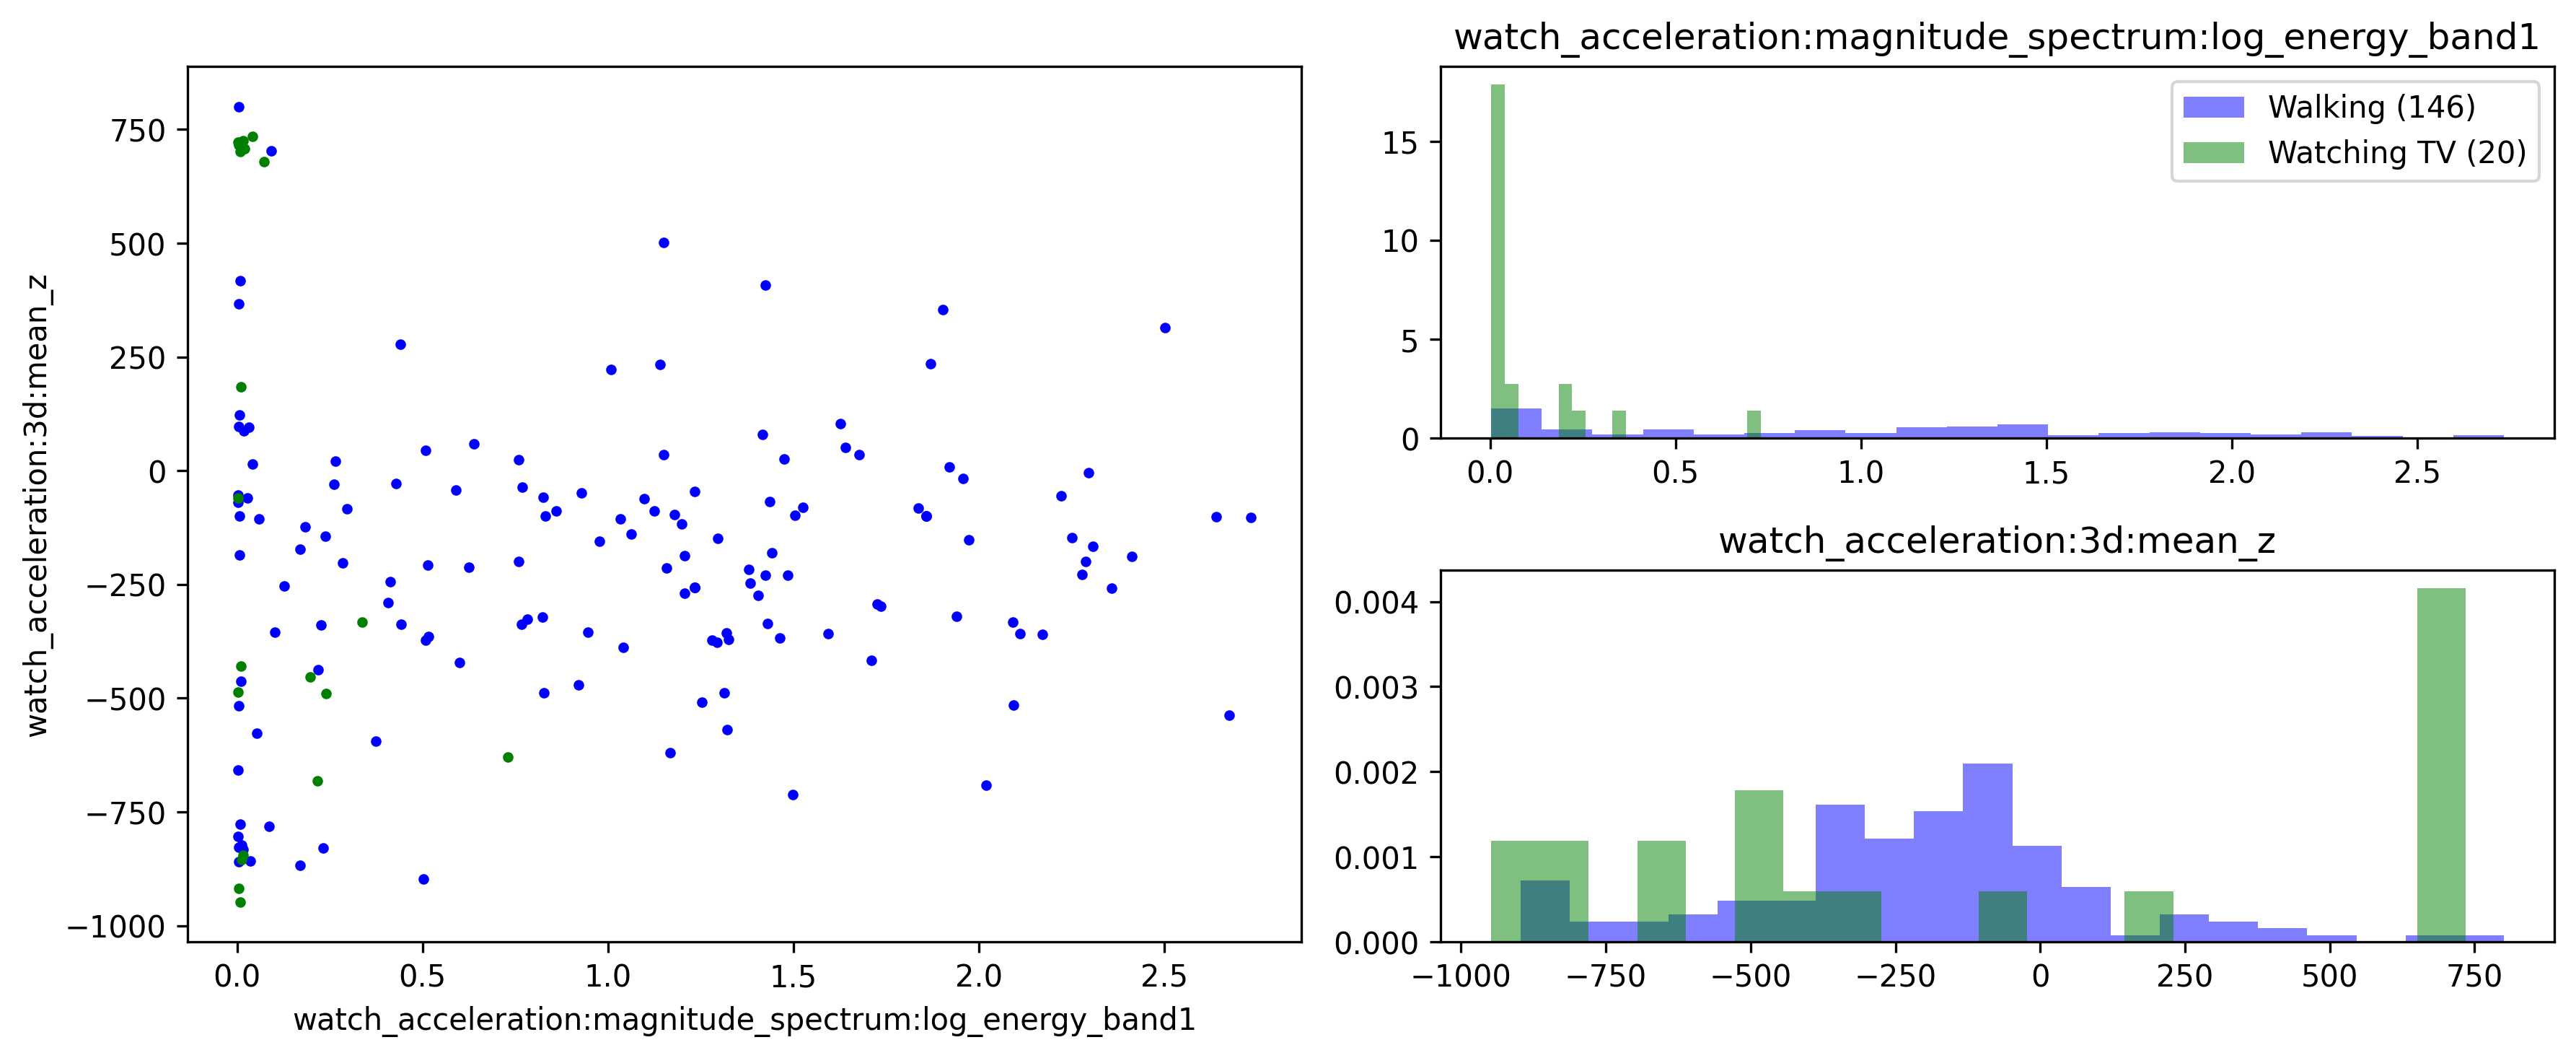 watch_acceleration:3d:mean_z
750
500
250
0
−250
−500
−750
−1000
0.0 0.5 1.0 1.5 2.0 2.5
watch_acceleration:magnitude_spectrum:log_energy_band1
watch_acceleration:magnitude_spectrum:log_energy_band1
Walking (146)
Watching TV (20)
15
10
5
0
0.0 0.5 1.0 1.5 2.0 2.5
watch_acceleration:3d:mean_z
0.004
0.003
0.002
0.001
0.000
−1000 −750 −500 −250 0 250 500 750